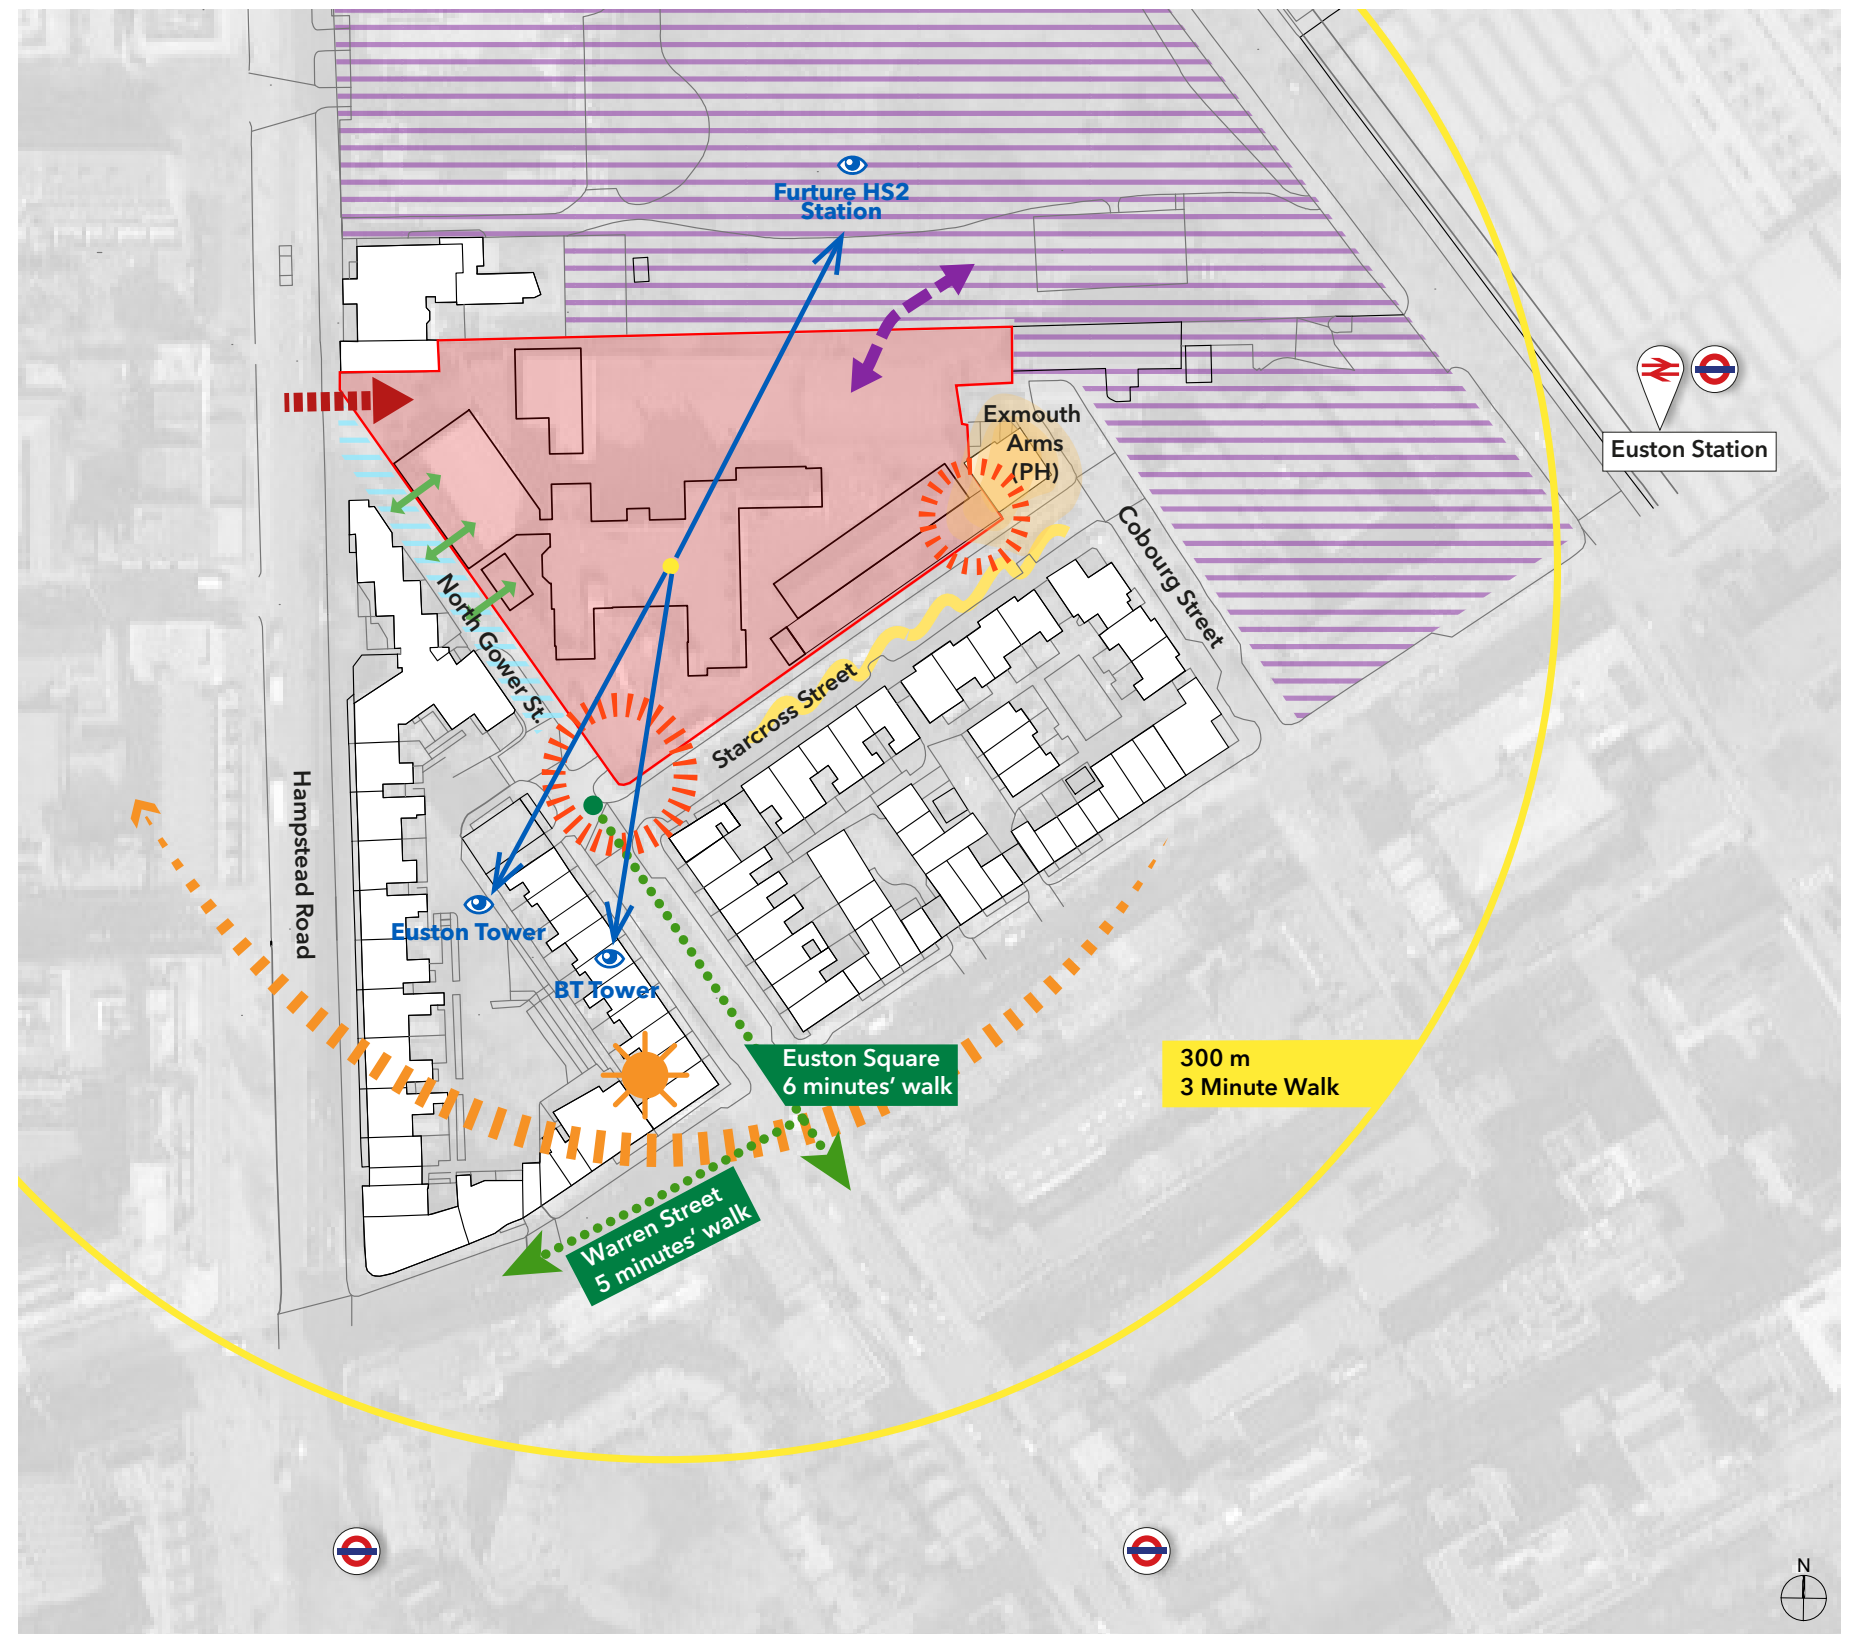 Furture HS2
Station
Exmouth
Arms
(PH)
Euston Station
Cobourg Street
North Gower St.
Starcross Street
Hampstead Road
Euston Tower
BT Tower
Euston Square
6 minutes’ walk
300 m
3 Minute Walk
Warren Street
5 minutes’ walk
N